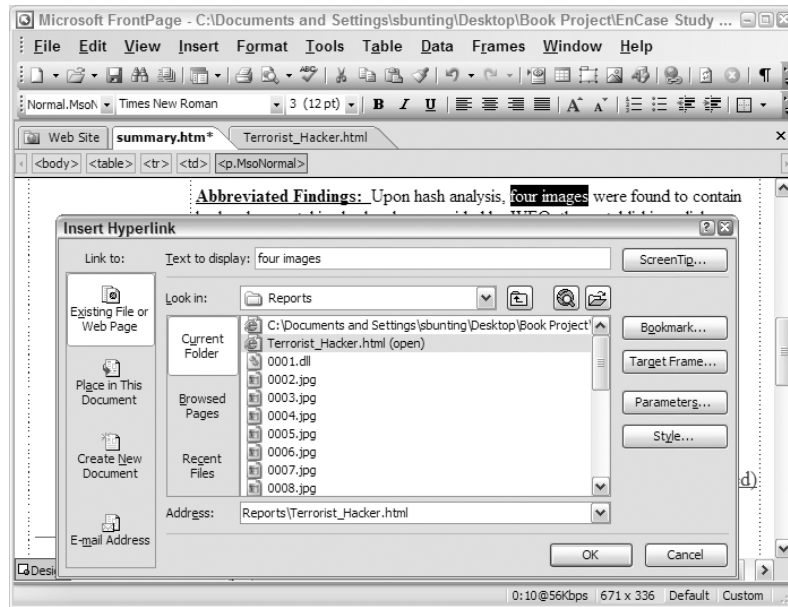 Microsoft FrontPage - C:\Documents and Settings\sbunting\Desktop\Book Project\EnCase Study ...
File Edit View Insert Format Tools Table Data Frames Window Help
Normal.MsoN Times New Roman 3 (12 pt) B I U
Web Site summary.htm* Terrorist_Hacker.html
<body> <table> <tr> <td> <p.MsoNormal>
Abbreviated Findings: Upon hash analysis, four images were found to contain
Insert Hyperlink
Link to:
Text to display: four images
ScreenTip...
Existing File or Web Page
Look in: Reports
Current Folder
C:\Documents and Settings\sbunting\Desktop\Book Project\
Bookmark...
Terrorist_Hacker.html (open)
0001.dll
Target Frame...
Place in This Document
0002.jpg
Browsed Pages
0003.jpg
Parameters...
0004.jpg
0005.jpg
Style...
Create New Document
Recent Files
0006.jpg
0007.jpg
0008.jpg
d)
E-mail Address
Address: Reports\Terrorist_Hacker.html
OK Cancel
Desi
0:10@56Kbps 671 x 336 Default Custom